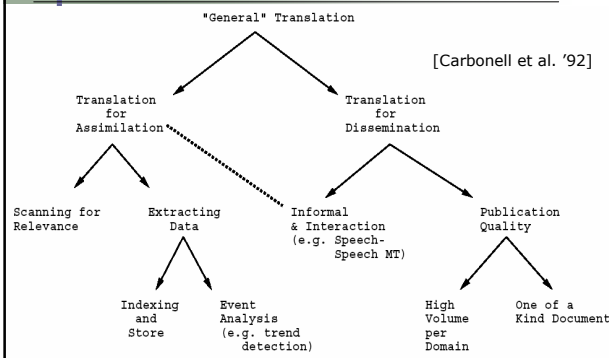 "General" Translation
[Carbonell et al. '92]
Translation
for
Assimilation
Translation
for
Dissemination
Scanning for
Relevance
Extracting
Data
Informal
& Interaction
(e.g. Speech-
Speech MT)
Publication
Quality
Indexing
and
Store
Event
Analysis
(e.g. trend
detection)
High
Volume
per
Domain
One of a
Kind Document